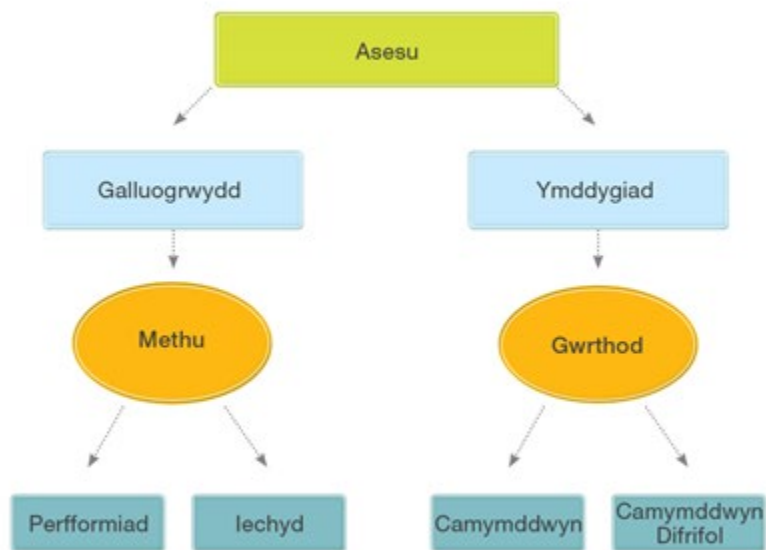 Asesu
Galluogrwydd
Ymddygiad
Methu
Gwrthod
Perfformiad
Iechyd
Camymddwyn
Camymddwyn
Difrifol